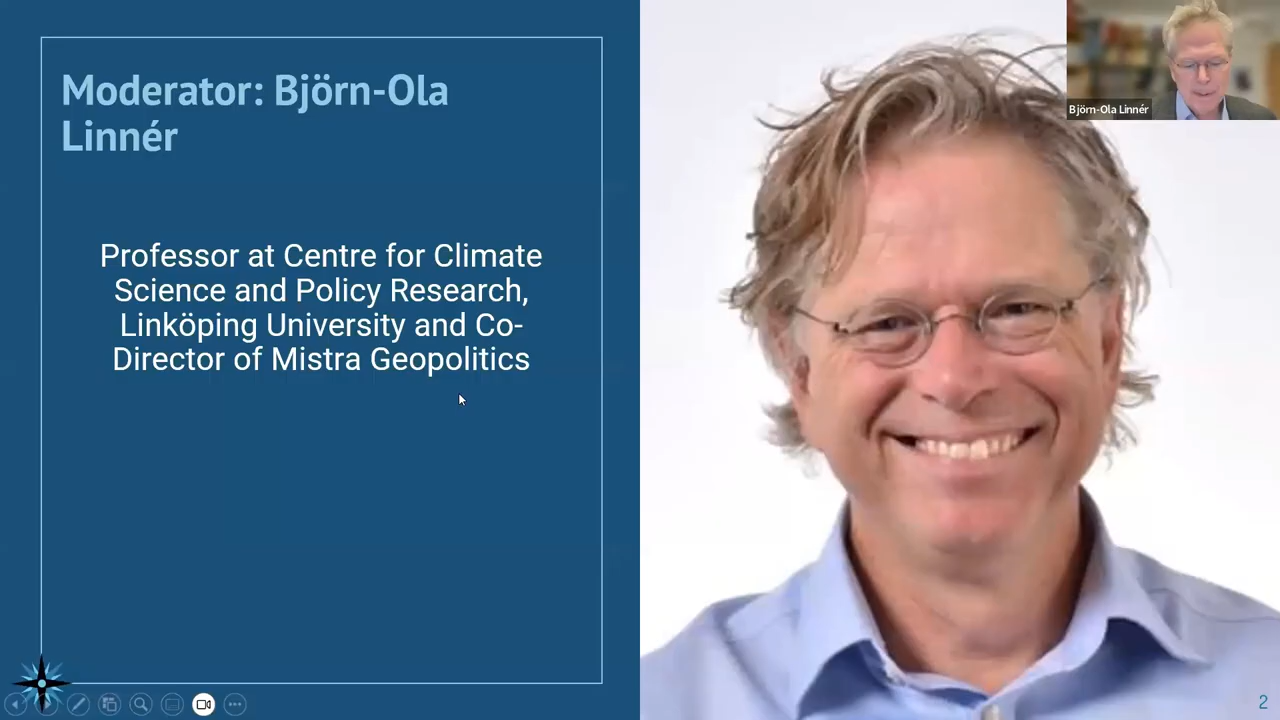 Moderator: Björn-Ola
Linnér
Professor at Centre for Climate
Science and Policy Research,
Linköping University and Co-
Director of Mistra Geopolitics
Björn-Ola Linnér
2